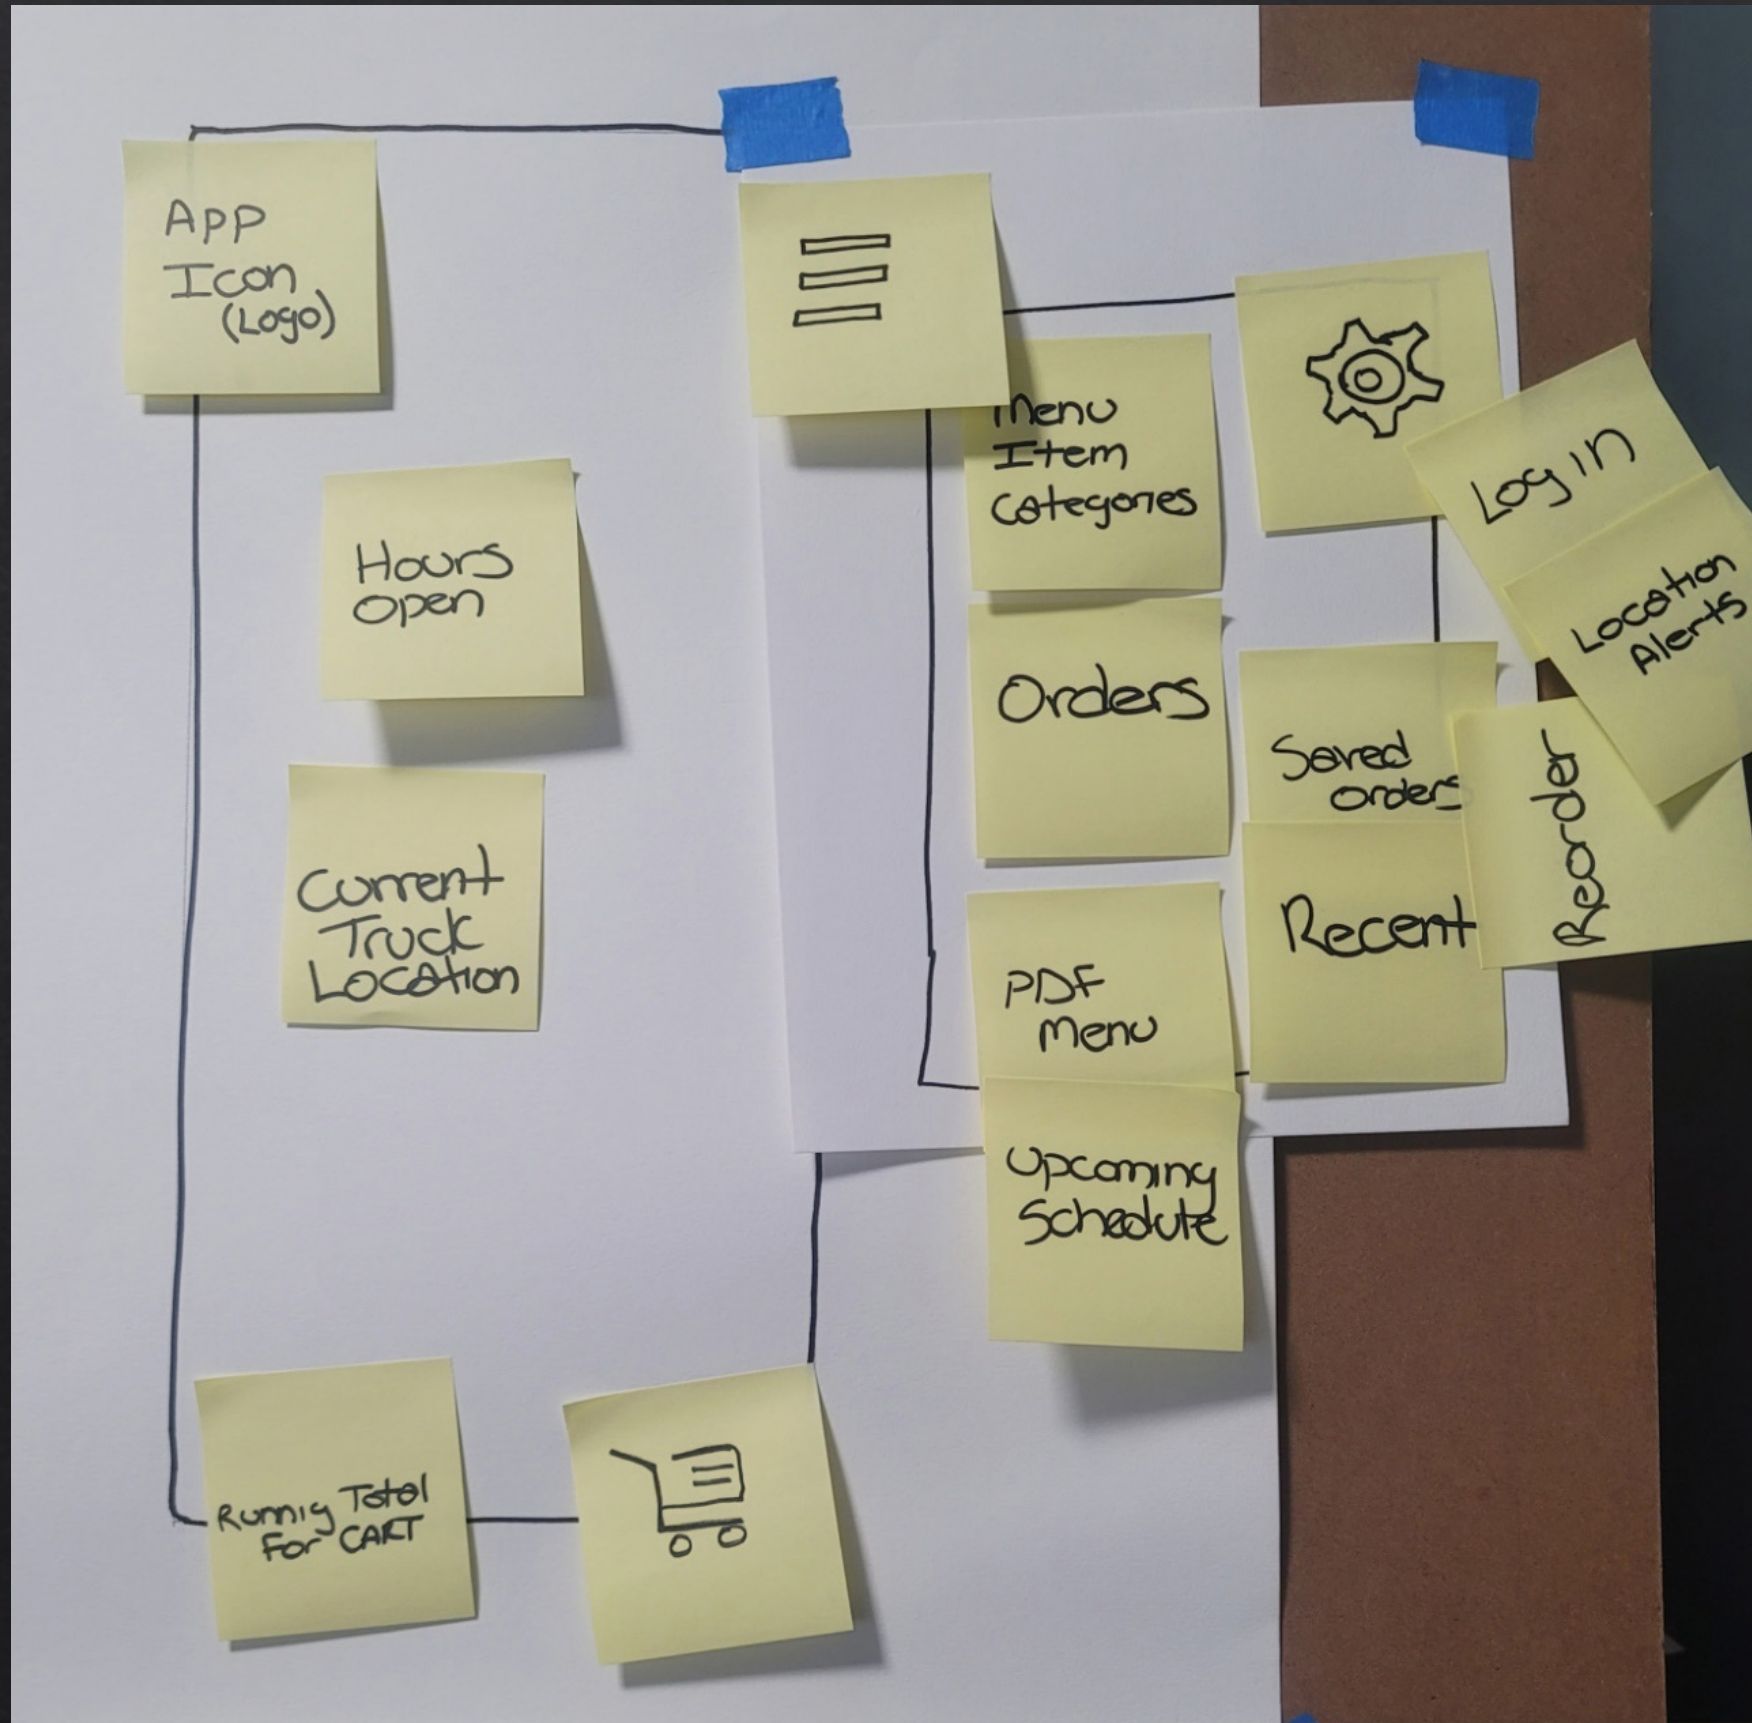 App
Icon
(Logo)
Hours
open
Current
Truck
Location
Menu
Item
Categories
Orders
PDF
Menu
Upcoming
Schedule
Log in
Location
Alerts
Saved
orders
Recent
Reorder
Runnig Total
For CART